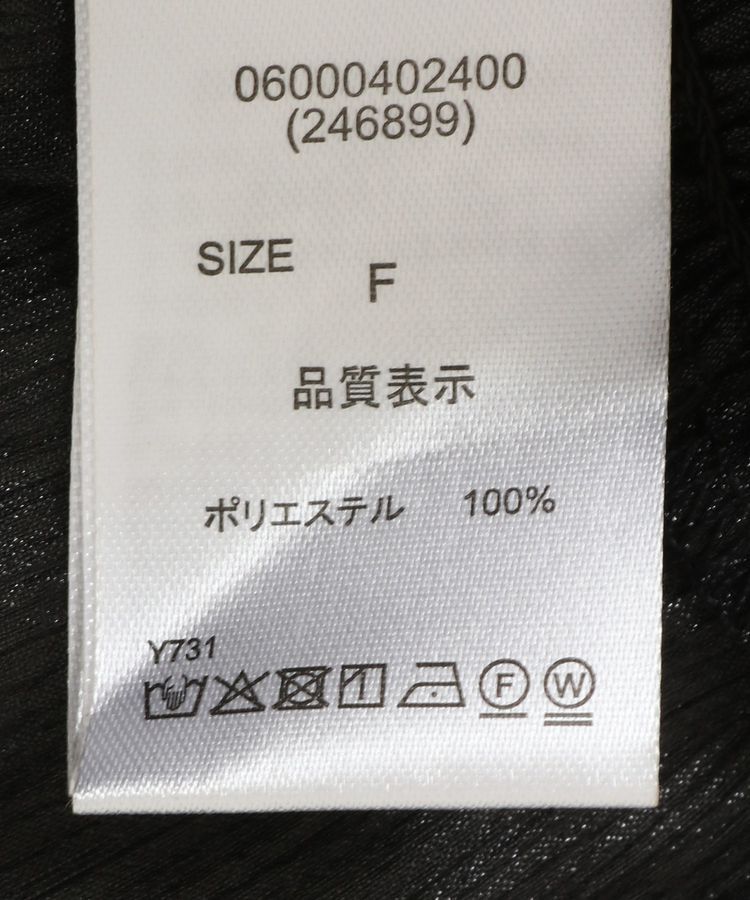 06000402400
(246899)
SIZE F
品質表示
ポリエステル 100%
Y731
F W